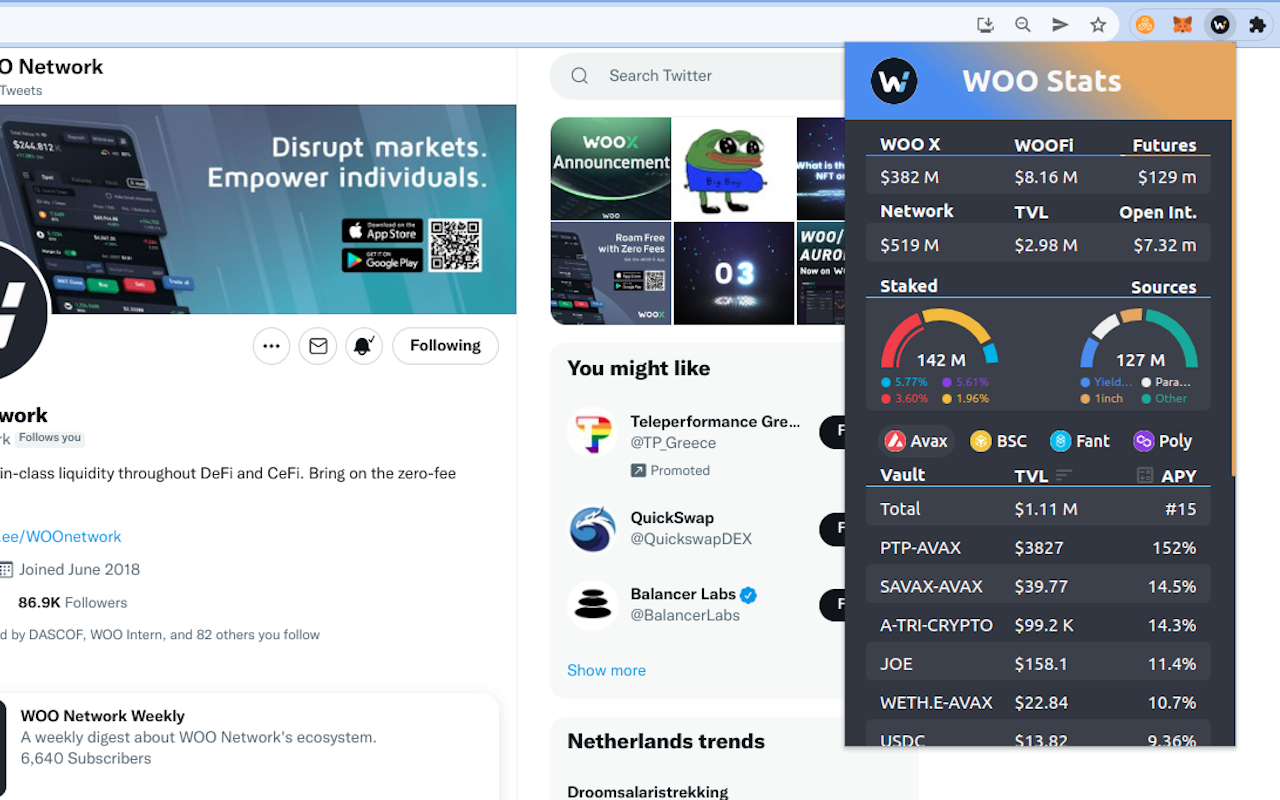 O Network
Tweets
$244.812
Spot
Disrupt markets.
Empower individuals.
Download on the
App Store
GET IT ON
Google Play
Following
work
Follows you
in-class liquidity throughout DeFi and CeFi. Bring on the zero-fee
.ee/WOOnetwork
Joined June 2018
86.9K Followers
d by DASCOF, WOO Intern, and 82 others you follow
WOO Network Weekly
A weekly digest about WOO Network's ecosystem.
6,640 Subscribers
Search Twitter
WOOX
Announcement
WOO
Big Boy
What is th
NFT o
Roam Free
with Zero Fees
App Store
Google Play
WOOX
03
WOO/
AURO
Now on W
You might like
Teleperformance Gre...
@TP_Greece
Promoted
QuickSwap
@QuickswapDEX
Balancer Labs
@BalancerLabs
F
F
F
Show more
Netherlands trends
Droomsalaristrekking
WOO Stats
WOO X WOOFi Futures
$382 M $8.16 M $129 m
Network TVL Open Int.
$519 M $2.98 M $7.32 m
Staked Sources
142 M 127 M
5.77% 5.61% Yield... Para...
3.60% 1.96% 1inch Other
Avax BSC Fant Poly
Vault TVL APY
Total $1.11 M #15
PTP-AVAX $3827 152%
SAVAX-AVAX $39.77 14.5%
A-TRI-CRYPTO $99.2 K 14.3%
JOE $158.1 11.4%
WETH.E-AVAX $22.84 10.7%
USDC $13.82 9.36%